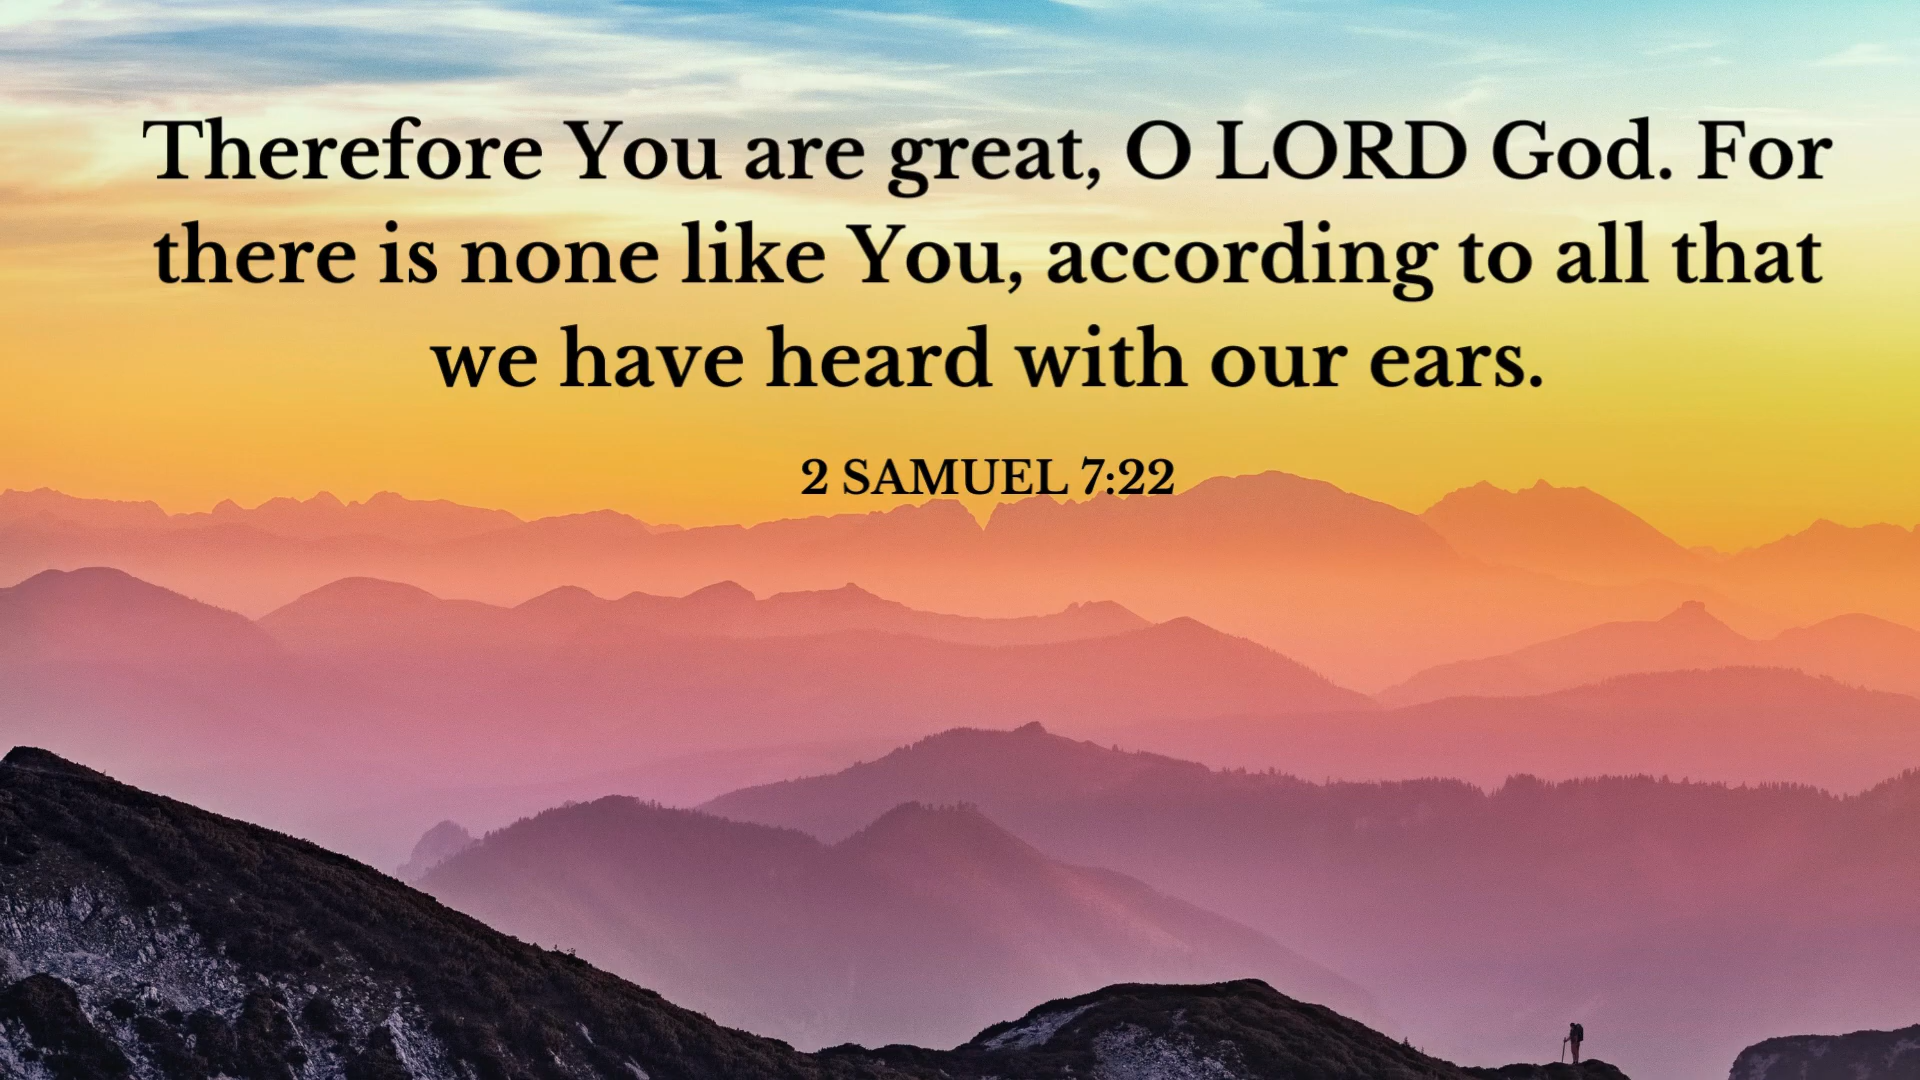 Therefore You are great, O LORD God. For
there is none like You, according to all that
we have heard with our ears.
2 SAMUEL 7:22